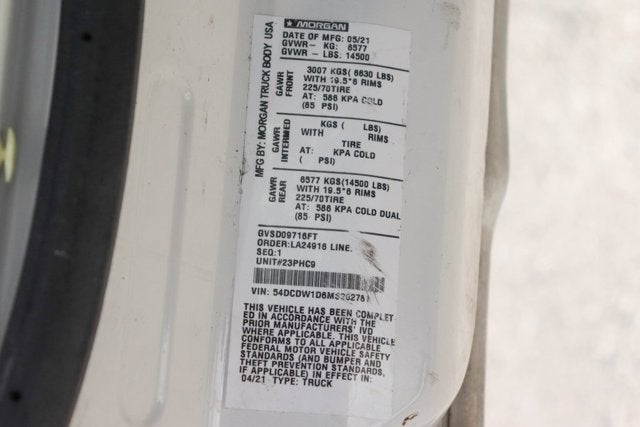 MORGAN
DATE OF MFG: 05/21
GVWR- KG: 6577
GVWR - LBS: 14500
MFG BY: MORGAN TRUCK BODY USA
GAWR FRONT
3007 KGS( 6630 LBS)
WITH 19.5*6 RIMS
225/70TIRE
AT: 586 KPA COLD
(85 PSI)
GAWR INTERMED
KGS ( LBS)
WITH RIMS
TIRE
AT: KPA COLD
( PSI)
GAWR REAR
6577 KGS(14500 LBS)
WITH 19.5*6 RIMS
225/70TIRE
AT: 586 KPA COLD DUAL
(85 PSI)
GVSD09716FT
ORDER:LA24916 LINE:
SEQ:1
UNIT#23PHC9
VIN: 54DCDW1D6MS20276
THIS VEHICLE HAS BEEN COMPLET
ED IN ACCORDANCE WITH THE
PRIOR MANUFACTURERS' IVD
WHERE APPLICABLE. THIS VEHICLE
CONFORMS TO ALL APPLICABLE
FEDERAL MOTOR VEHICLE SAFETY
STANDARDS (AND BUMPER AND
THEFT PREVENTION STANDARDS,
IF APPLICABLE) IN EFFECT IN:
04/21 TYPE: TRUCK